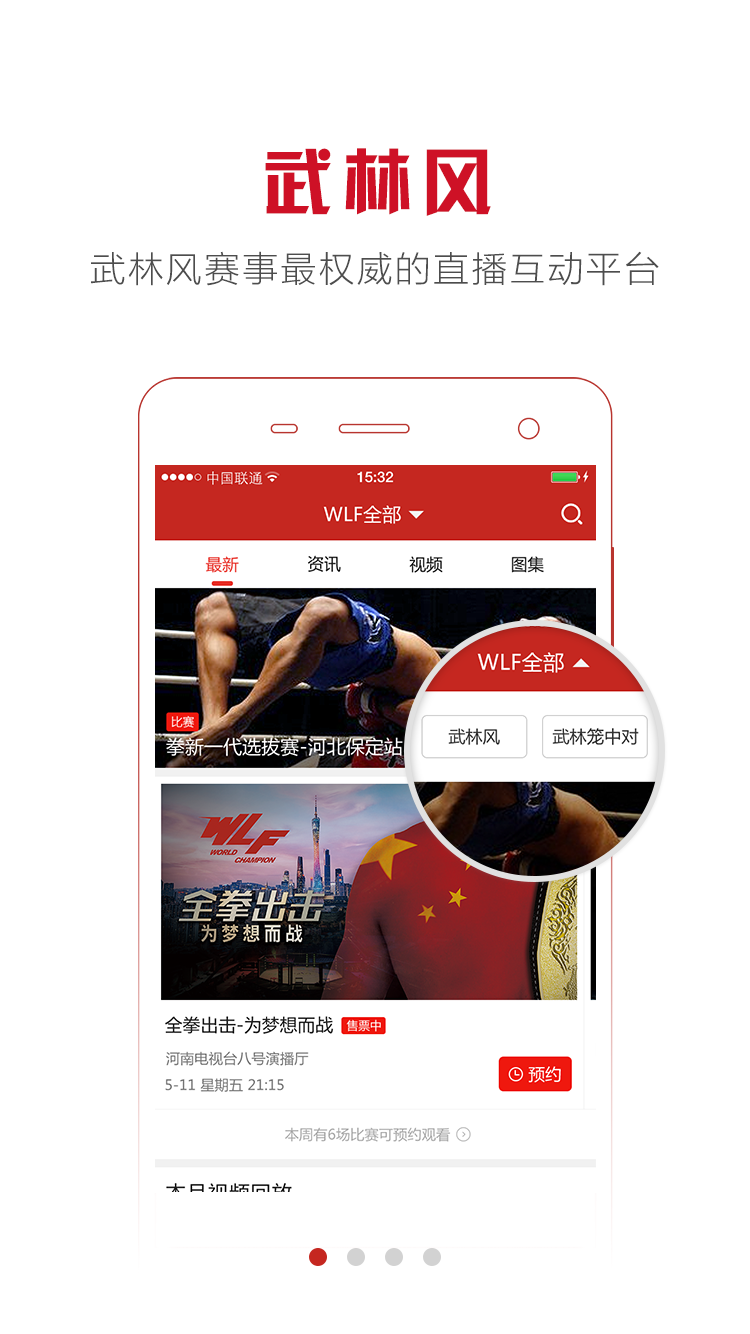 武林风
武林风赛事最权威的直播互动平台
中国联通
15:32
WLF全部
最新
资讯
视频
图集
比赛
拳新一代选拔赛-河北保定站
WLF全部
武林风
武林笼中对
WLF
WORLD
CHAMPION
全拳出击
为梦想而战
全拳出击-为梦想而战
售票中
河南电视台八号演播厅
5-11 星期五 21:15
预约
本周有6场比赛可预约观看
本月视频回放